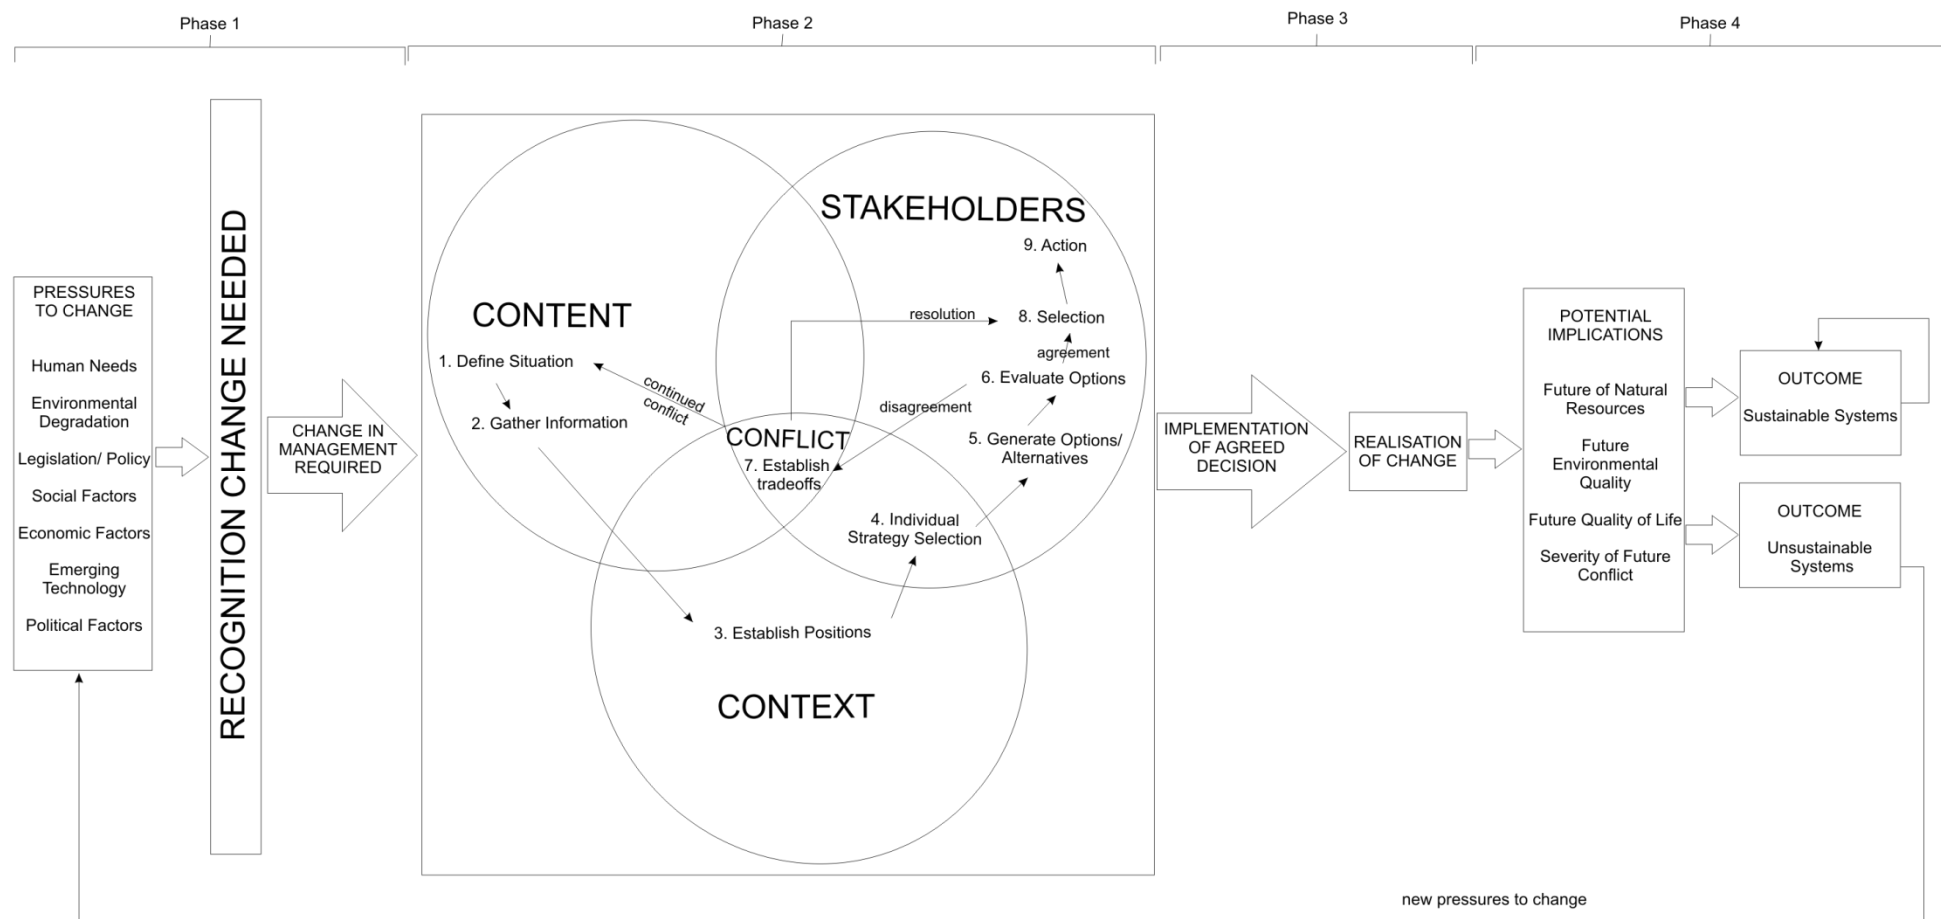 Phase 1
Phase 2
Phase 3
Phase 4
PRESSURES
TO CHANGE
Human Needs
Environmental
Degradation
Legislation/ Policy
Social Factors
Economic Factors
Emerging
Technology
Political Factors
RECOGNITION CHANGE NEEDED
CHANGE IN
MANAGEMENT
REQUIRED
CONTENT
1. Define Situation
2. Gather Information
continued
conflict
STAKEHOLDERS
9. Action
resolution
8. Selection
agreement
6. Evaluate Options
disagreement
5. Generate Options/
Alternatives
CONFLICT
7. Establish
tradeoffs
4. Individual
Strategy Selection
3. Establish Positions
CONTEXT
IMPLEMENTATION
OF AGREED
DECISION
REALISATION
OF CHANGE
POTENTIAL
IMPLICATIONS
Future of Natural
Resources
Future
Environmental
Quality
Future Quality of Life
Severity of Future
Conflict
OUTCOME
Sustainable Systems
OUTCOME
Unsustainable
Systems
new pressures to change